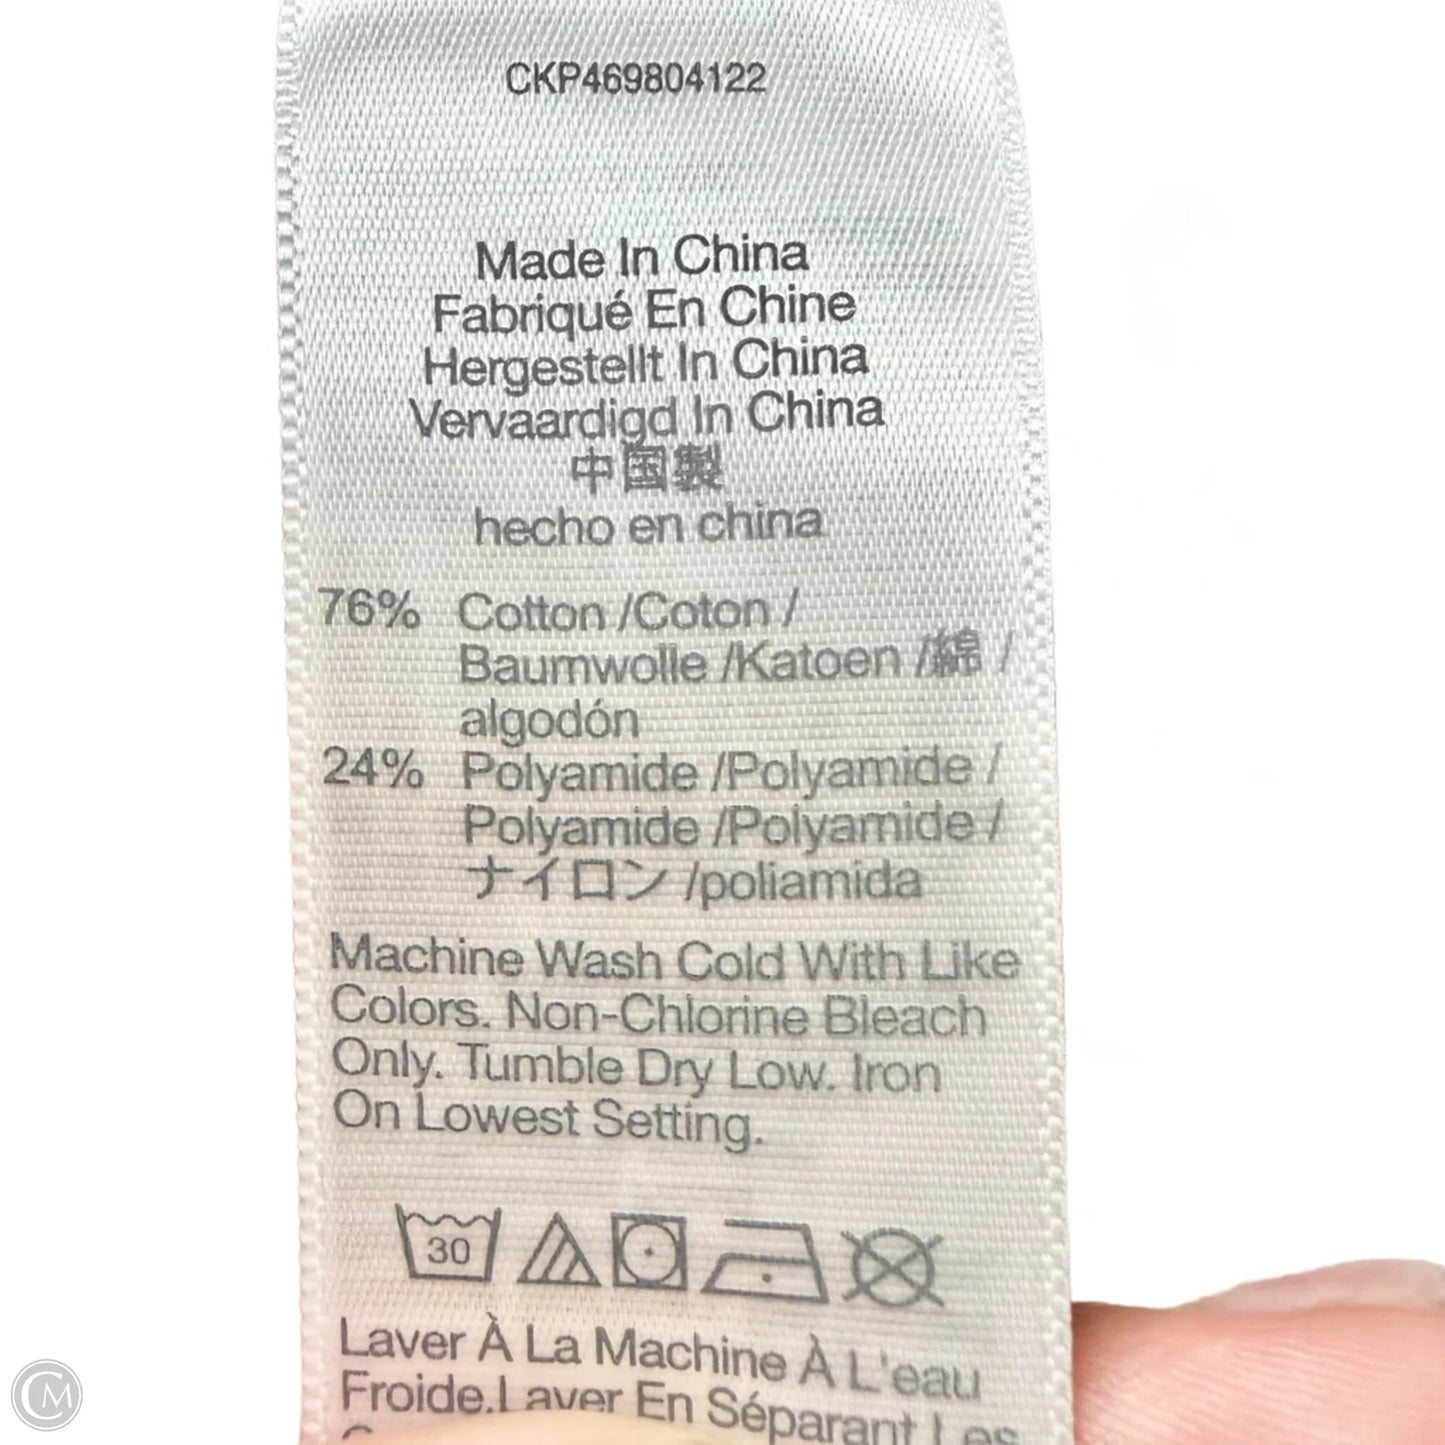 CKP469804122
Made In China
Fabriqué En Chine
Hergestellt In China
Vervaardigd In China
中国製
hecho en china
76% Cotton /Coton /
Baumwolle /Katoen /綿 /
algodón
24% Polyamide /Polyamide /
Polyamide /Polyamide /
ナイロン /poliamida
Machine Wash Cold With Like
Colors. Non-Chlorine Bleach
Only. Tumble Dry Low. Iron
On Lowest Setting.
30
Laver À La Machine À L'eau
Froide.Laver En Séparant Les
CM